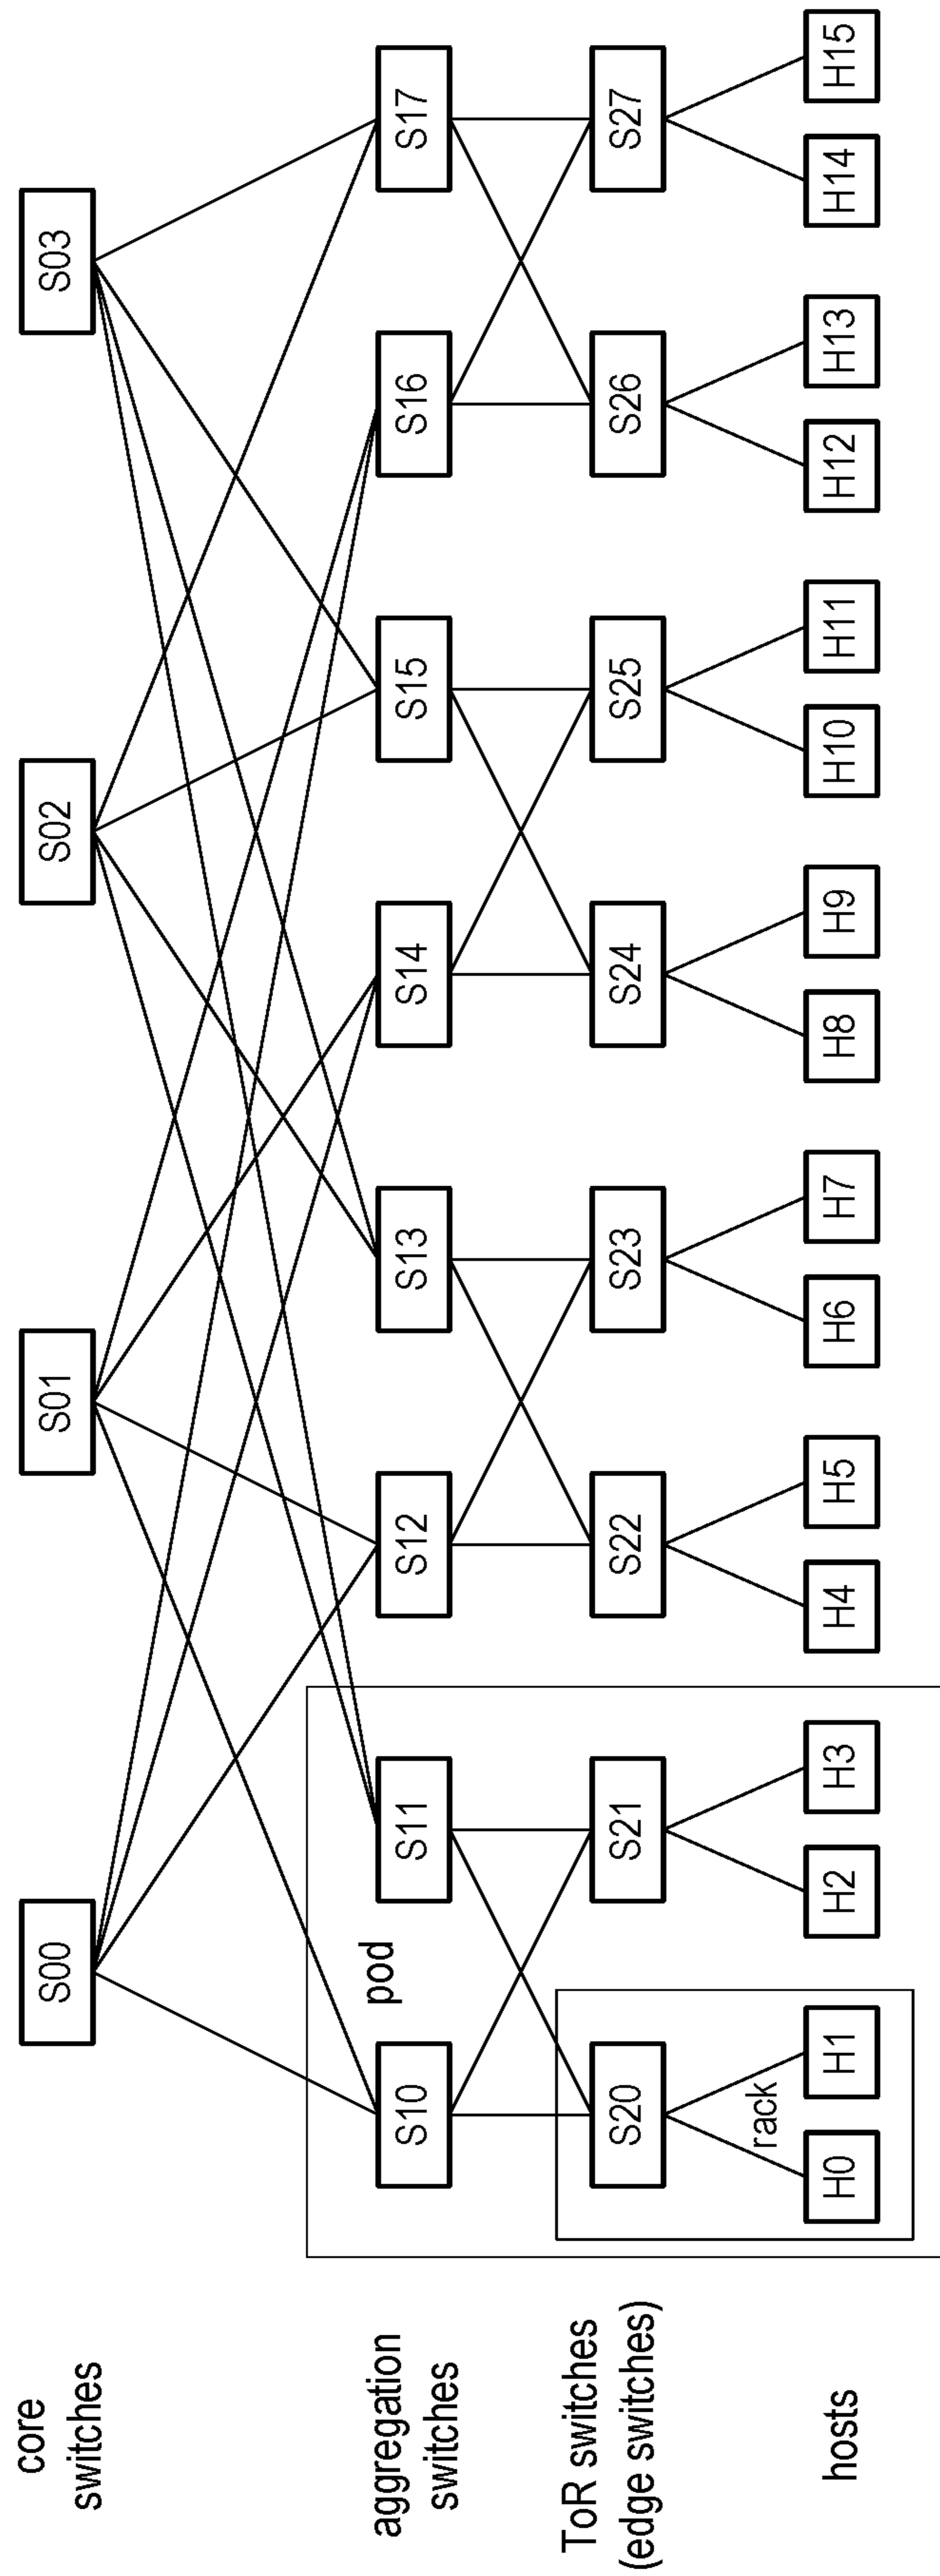 core
switches
S00
S01
S02
S03
aggregation
switches
S10
pod
S11
S12
S13
S14
S15
S16
S17
ToR switches
(edge switches)
S20
S21
S22
S23
S24
S25
S26
S27
rack
hosts
H0
H1
H2
H3
H4
H5
H6
H7
H8
H9
H10
H11
H12
H13
H14
H15